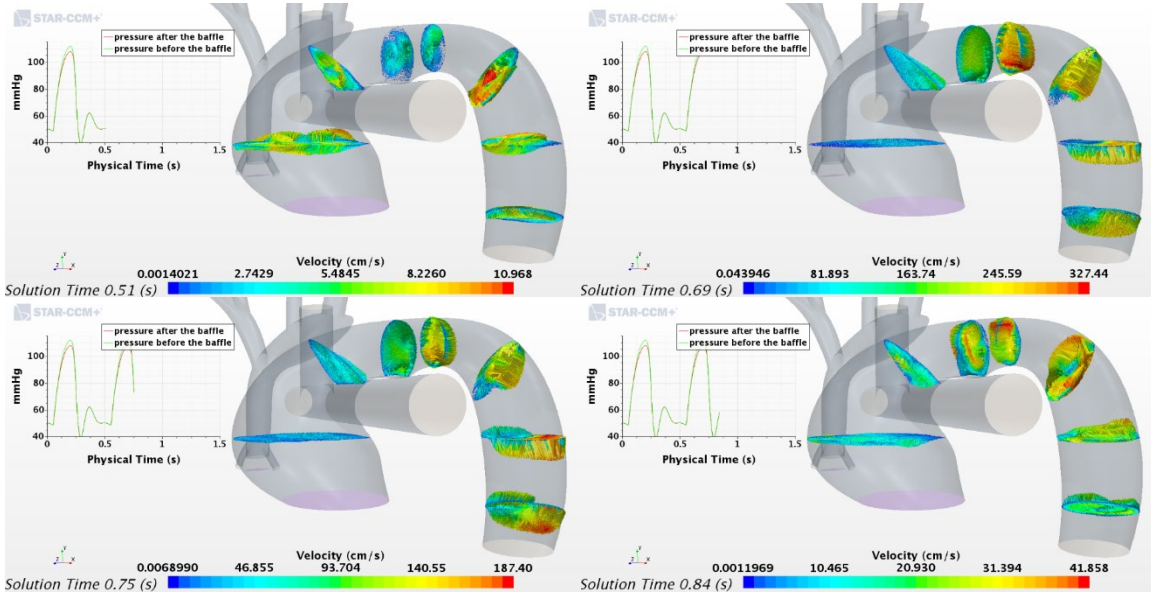 STAR-CCM+
pressure after the baffle
pressure before the baffle
100
80
60
40
mmHg
0
0.5
1
1.5
Physical Time (s)
Velocity (cm/s)
0.0014021 2.7429 5.4845 8.2260 10.968
Solution Time 0.51 (s)
STAR-CCM+
pressure after the baffle
pressure before the baffle
100
80
60
40
mmHg
0
0.5
1
1.5
Physical Time (s)
Velocity (cm/s)
0.043946 81.893 163.74 245.59 327.44
Solution Time 0.69 (s)
STAR-CCM+
pressure after the baffle
pressure before the baffle
100
80
60
40
mmHg
0
0.5
1
1.5
Physical Time (s)
Velocity (cm/s)
0.0068990 46.855 93.704 140.55 187.40
Solution Time 0.75 (s)
STAR-CCM+
pressure after the baffle
pressure before the baffle
100
80
60
40
mmHg
0
0.5
1
1.5
Physical Time (s)
Velocity (cm/s)
0.0011969 10.465 20.930 31.394 41.858
Solution Time 0.84 (s)